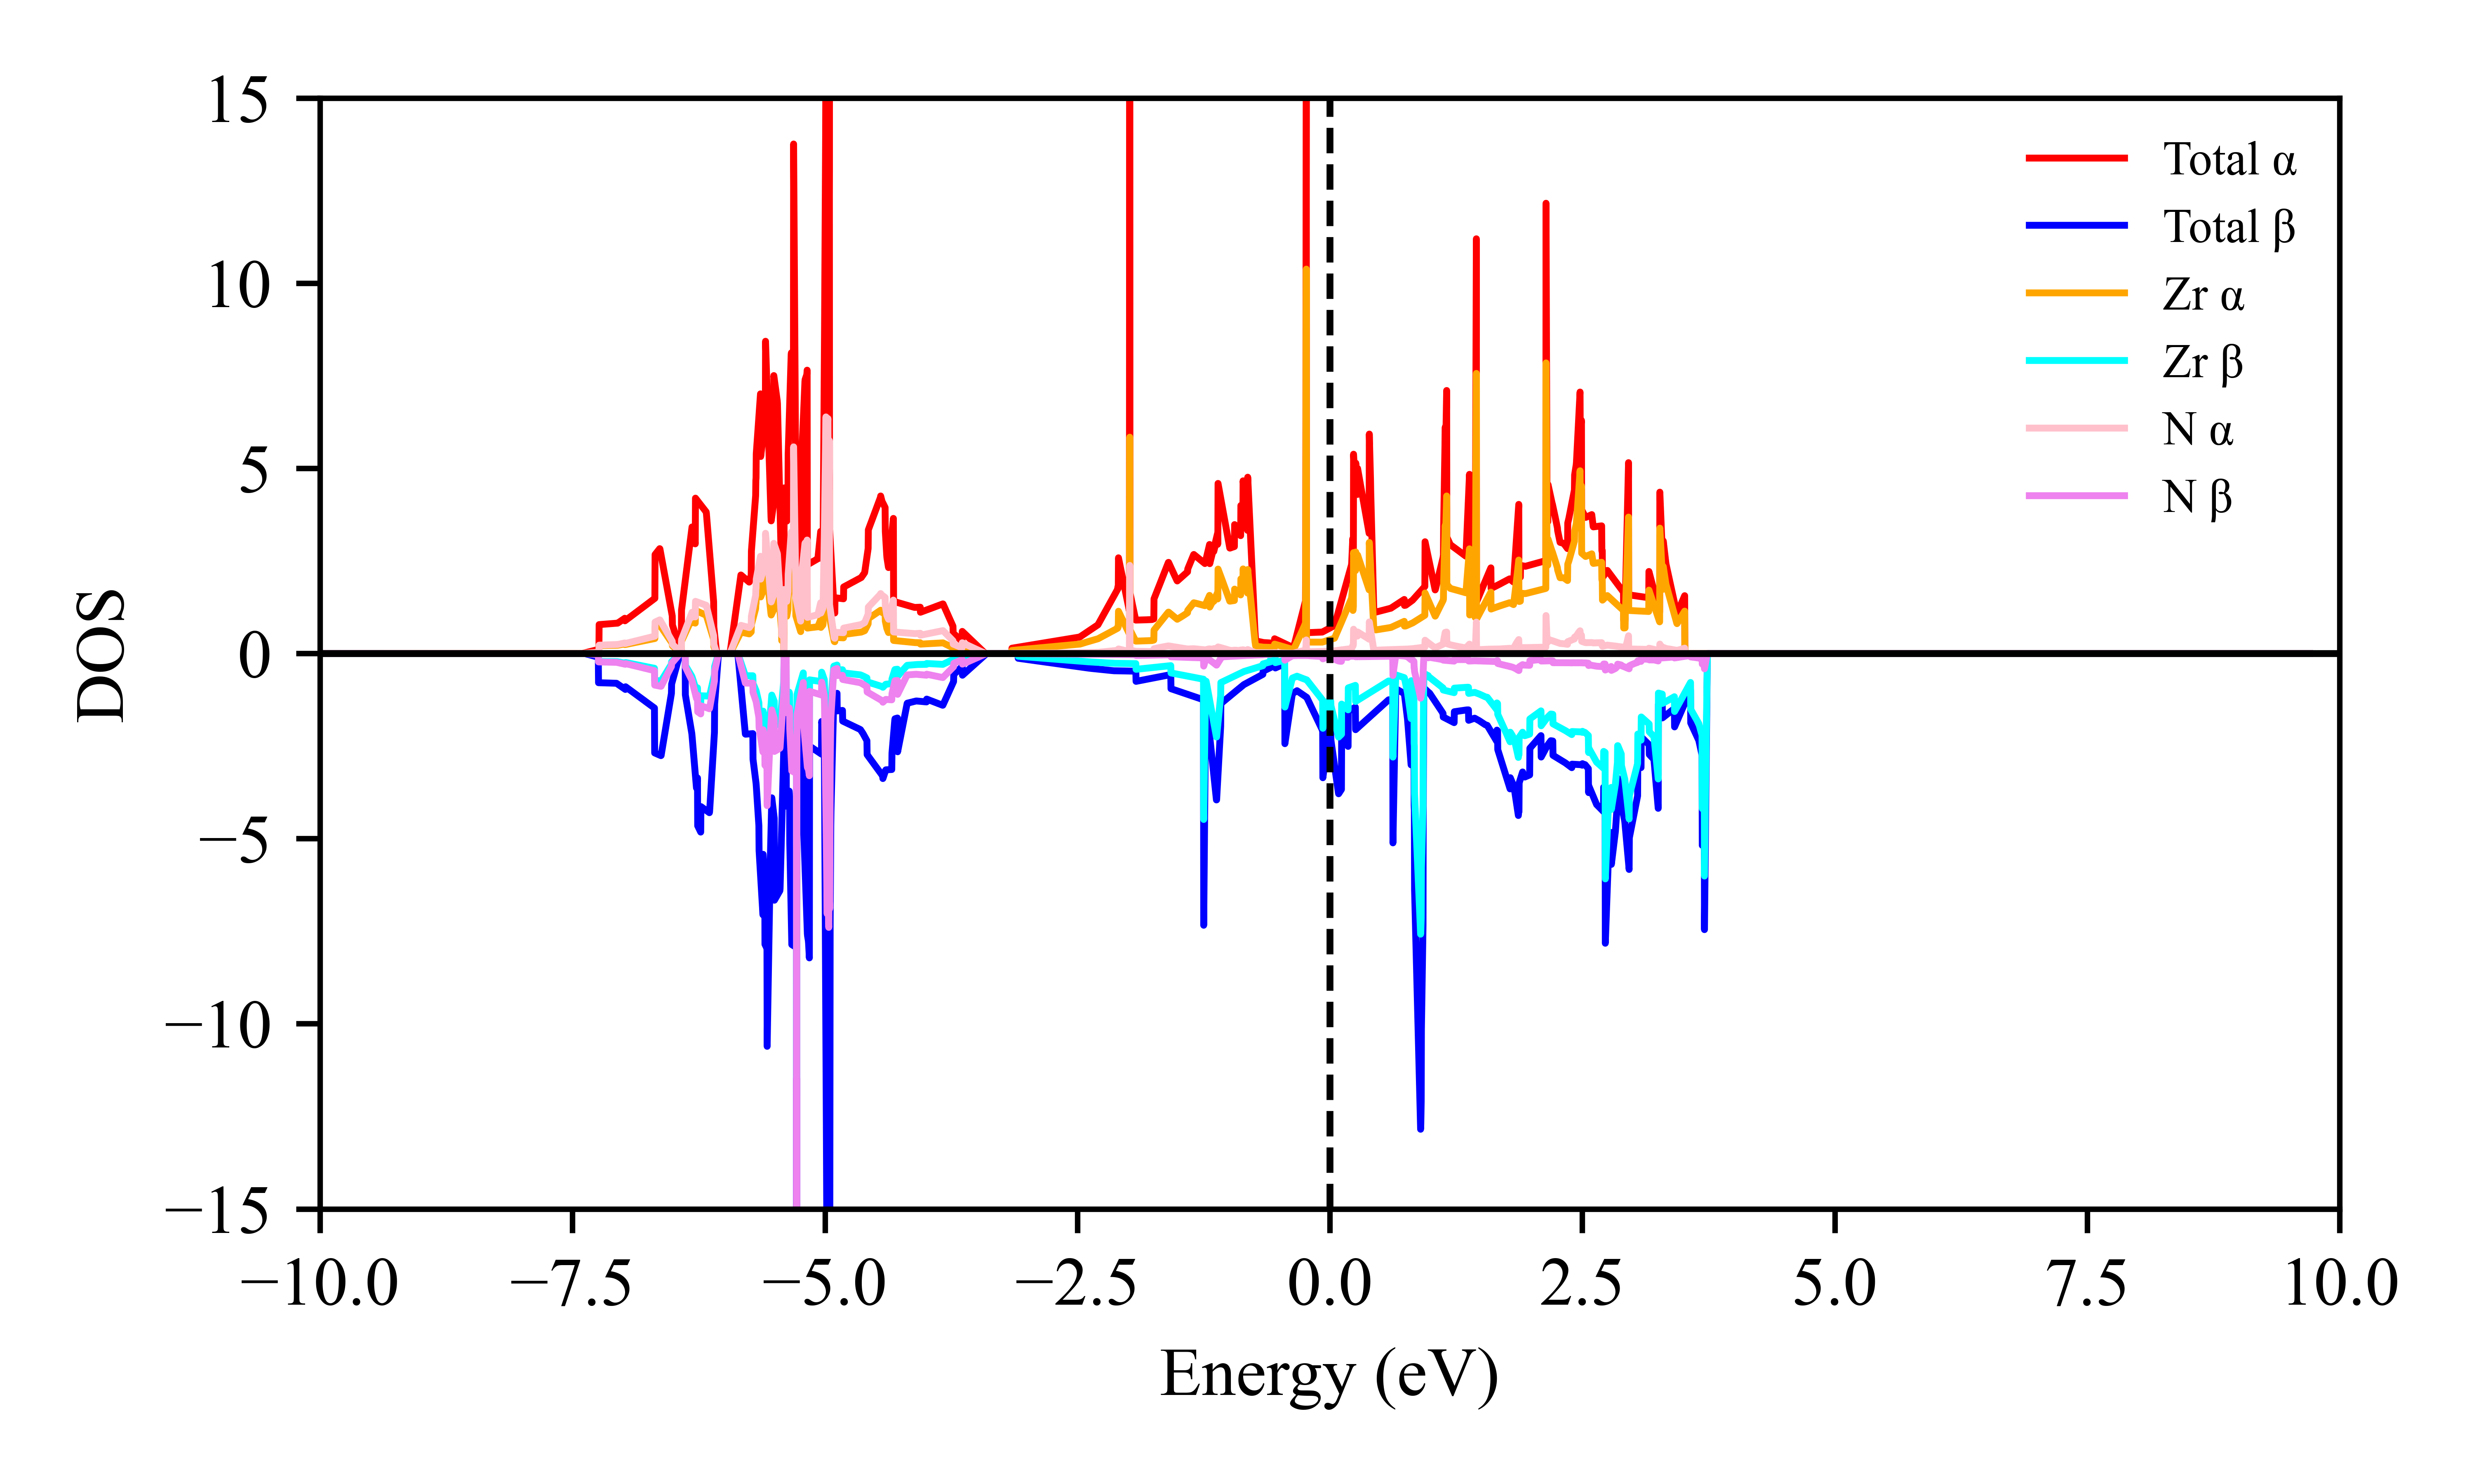 15
10
5
0
−5
−10
−15
DOS
Total α
Total β
Zr α
Zr β
N α
N β
−10.0 −7.5 −5.0 −2.5 0.0 2.5 5.0 7.5 10.0
Energy (eV)